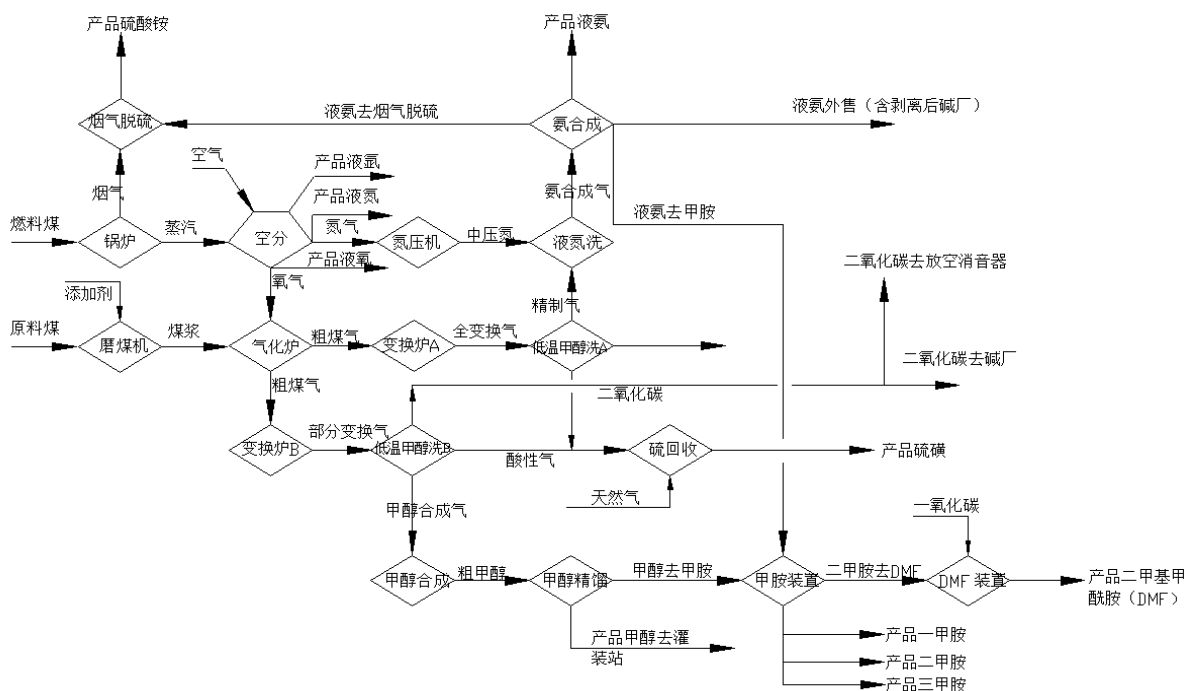 产品硫酸铵
产品液氨
烟气脱硫
液氨去烟气脱硫
氨合成
液氨外售（含剥离后碱厂）
空气
产品液氩
烟气
产品液氮
氨合成气
燃料煤
锅炉
蒸汽
空分
氮气
氮压机
中压氮
液氮洗
液氨去甲胺
产品液氧
二氧化碳去放空消音器
添加剂
氧气
精制气
原料煤
磨煤机
煤浆
气化炉
粗煤气
变换炉A
全变换气
低温甲醇洗A
二氧化碳去碱厂
粗煤气
二氧化碳
变换炉B
部分变换气
低温甲醇洗B
酸性气
硫回收
产品硫磺
天然气
甲醇合成气
一氧化碳
甲醇合成
粗甲醇
甲醇精馏
甲醇去甲胺
甲胺装置
二甲胺去DMF
DMF装置
产品二甲基甲
酰胺（DMF）
产品甲醇去灌
装站
产品一甲胺
产品二甲胺
产品三甲胺